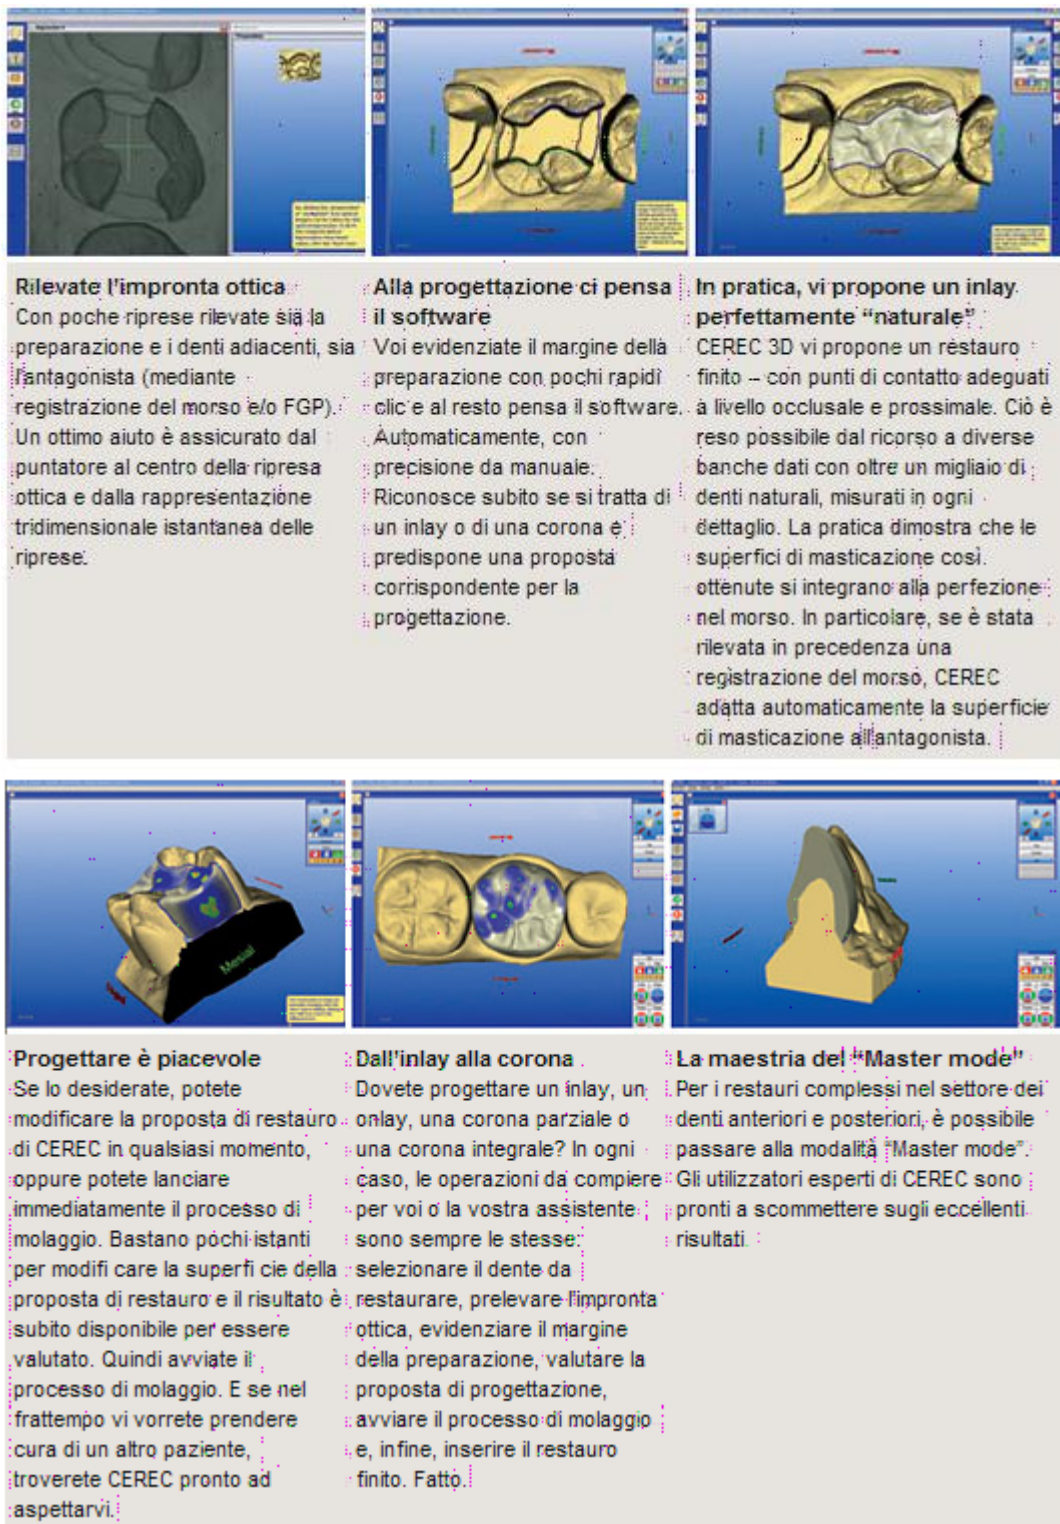 Rilevate l'impronta ottica
Con poche riprese rilevate sia la
preparazione e i denti adiacenti, sia
l'antagonista (mediante
registrazione del morso e/o FGP).
Un ottimo aiuto è assicurato dal
puntatore al centro della ripresa
ottica e dalla rappresentazione
tridimensionale istantanea delle
riprese.
Alla progettazione ci pensa
il software
Voi evidenziate il margine della
preparazione con pochi rapidi
clic e al resto pensa il software.
Automaticamente, con
precisione da manuale.
Riconosce subito se si tratta di
un inlay o di una corona e
predispone una proposta
corrispondente per la
progettazione.
In pratica, vi propone un inlay
perfettamente “naturale”
CEREC 3D vi propone un restauro
finito – con punti di contatto adeguati
a livello occlusale e prossimale. Ciò è
reso possibile dal ricorso a diverse
banche dati con oltre un migliaio di
denti naturali, misurati in ogni
dettaglio. La pratica dimostra che le
superfici di masticazione così
ottenute si integrano alla perfezione
nel morso. In particolare, se è stata
rilevata in precedenza una
registrazione del morso, CEREC
adatta automaticamente la superficie
di masticazione all'antagonista.
Mesial
Progettare è piacevole
Se lo desiderate, potete
modificare la proposta di restauro
di CEREC in qualsiasi momento,
oppure potete lanciare
immediatamente il processo di
molaggio. Bastano pochi istanti
per modifi care la superfi cie della
proposta di restauro e il risultato è
subito disponibile per essere
valutato. Quindi avviate il
processo di molaggio. E se nel
frattempo vi vorrete prendere
cura di un altro paziente,
troverete CEREC pronto ad
aspettarvi.
Dall'inlay alla corona
Dovete progettare un inlay, un
onlay, una corona parziale o
una corona integrale? In ogni
caso, le operazioni da compiere
per voi o la vostra assistente
sono sempre le stesse:
selezionare il dente da
restaurare, prelevare l'impronta
ottica, evidenziare il margine
della preparazione, valutare la
proposta di progettazione,
avviare il processo di molaggio
e, infine, inserire il restauro
finito. Fatto.
La maestria del “Master mode”
Per i restauri complessi nel settore dei
denti anteriori e posteriori, è possibile
passare alla modalità “Master mode”.
Gli utilizzatori esperti di CEREC sono
pronti a scommettere sugli eccellenti
risultati.